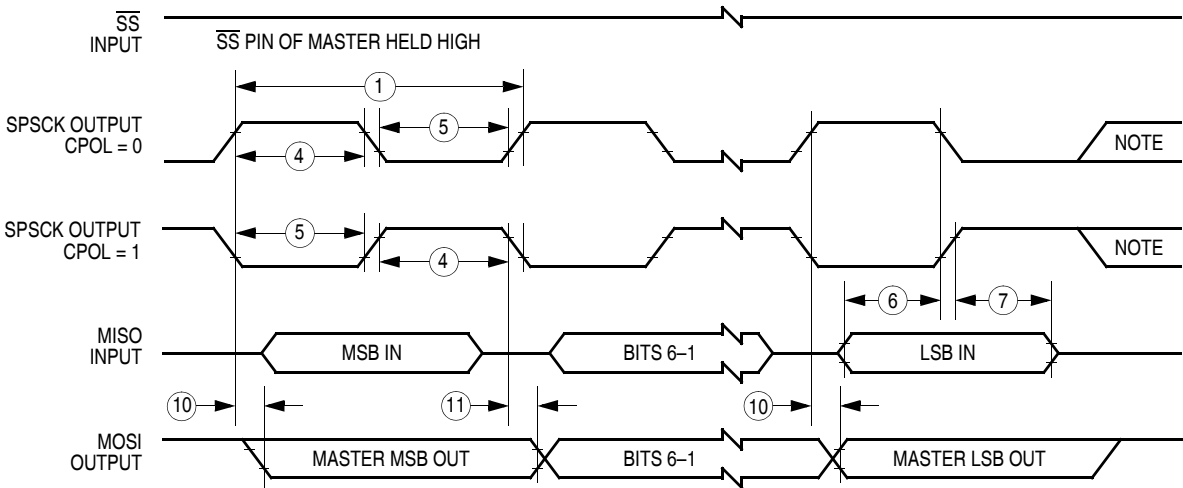 SS
INPUT
SS PIN OF MASTER HELD HIGH
1
SPSCK OUTPUT
CPOL = 0
5
4
NOTE
SPSCK OUTPUT
CPOL = 1
5
4
NOTE
6
7
MISO
INPUT
MSB IN
BITS 6–1
LSB IN
10
11
10
MOSI
OUTPUT
MASTER MSB OUT
BITS 6–1
MASTER LSB OUT